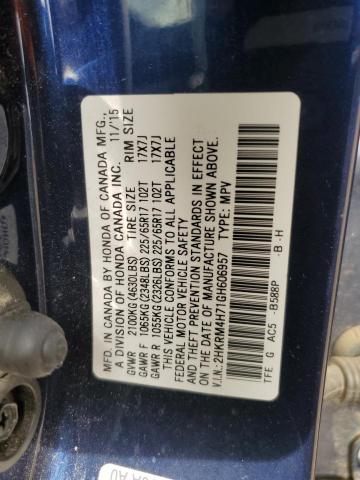 MFD. IN CANADA BY HONDA OF CANADA MFG.,
A DIVISION OF HONDA CANADA INC. 11/15
GVWR 2100KG(4630LBS) TIRE SIZE RIM SIZE
GAWR F 1065KG(2348LBS) 225/65R17 102T 17X7J
GAWR R 1055KG(2326LBS) 225/65R17 102T 17X7J
THIS VEHICLE CONFORMS TO ALL APPLICABLE
FEDERAL MOTOR VEHICLE SAFETY
AND THEFT PREVENTION STANDARDS IN EFFECT
ON THE DATE OF MANUFACTURE SHOWN ABOVE.
V.I.N.: 2HKRM4H71GH606957 TYPE: MPV
TFE G AC5 -B588P -B-H